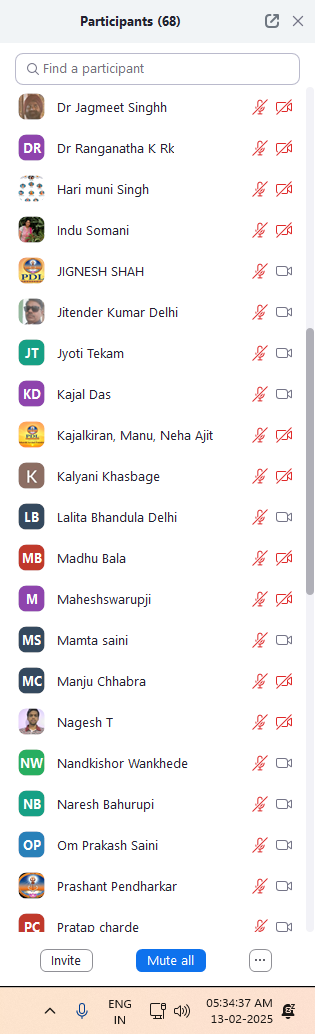 Participants (68)
Find a participant
Dr Jagmeet Singhh
DR Dr Ranganatha K Rk
Hari muni Singh
Indu Somani
PDL JIGNESH SHAH
Jitender Kumar Delhi
JT Jyoti Tekam
KD Kajal Das
PDL Kajalkiran, Manu, Neha Ajit
K Kalyani Khasbage
LB Lalita Bhandula Delhi
MB Madhu Bala
M Maheshswarupji
MS Mamta saini
MC Manju Chhabra
Nagesh T
NW Nandkishor Wankhede
NB Naresh Bahurupi
OP Om Prakash Saini
Prashant Pendharkar
PC Pratap charde
Invite Mute all ...
ENG 05:34:37 AM
IN 13-02-2025